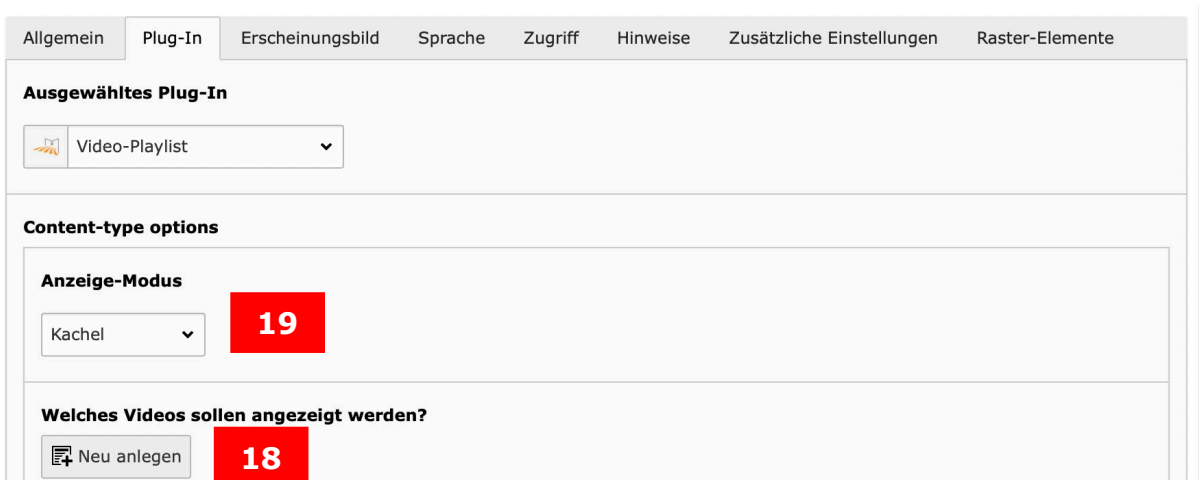 Allgemein Plug-In Erscheinungsbild Sprache Zugriff Hinweise Zusätzliche Einstellungen Raster-Elemente
Ausgewähltes Plug-In
Video-Playlist
Content-type options
Anzeige-Modus
Kachel 19
Welches Videos sollen angezeigt werden?
Neu anlegen 18